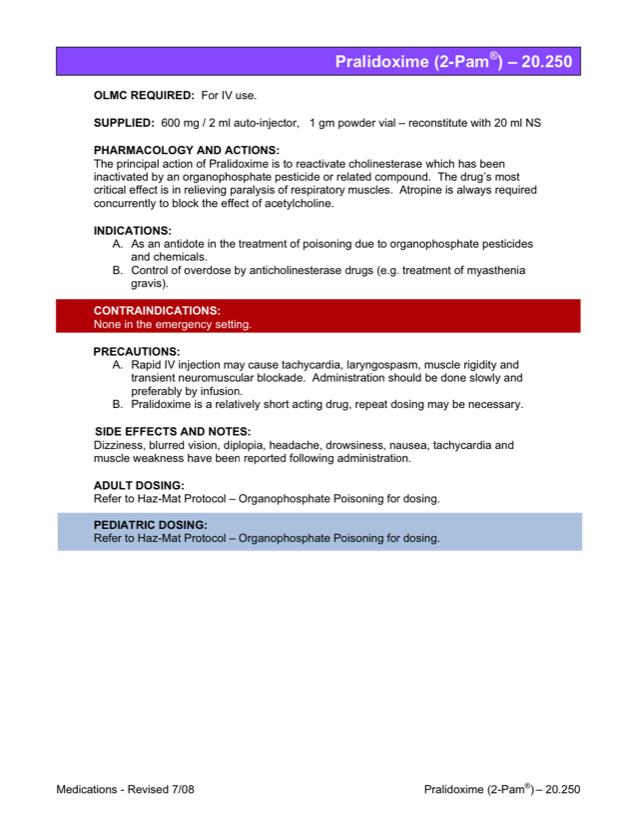 Pralidoxime (2-Pam®) – 20.250
OLMC REQUIRED: For IV use.
SUPPLIED: 600 mg / 2 ml auto-injector, 1 gm powder vial – reconstitute with 20 ml NS
PHARMACOLOGY AND ACTIONS:
The principal action of Pralidoxime is to reactivate cholinesterase which has been
inactivated by an organophosphate pesticide or related compound. The drug's most
critical effect is in relieving paralysis of respiratory muscles. Atropine is always required
concurrently to block the effect of acetylcholine.
INDICATIONS:
A. As an antidote in the treatment of poisoning due to organophosphate pesticides
and chemicals.
B. Control of overdose by anticholinesterase drugs (e.g. treatment of myasthenia
gravis).
CONTRAINDICATIONS:
None in the emergency setting.
PRECAUTIONS:
A. Rapid IV injection may cause tachycardia, laryngospasm, muscle rigidity and
transient neuromuscular blockade. Administration should be done slowly and
preferably by infusion.
B. Pralidoxime is a relatively short acting drug, repeat dosing may be necessary.
SIDE EFFECTS AND NOTES:
Dizziness, blurred vision, diplopia, headache, drowsiness, nausea, tachycardia and
muscle weakness have been reported following administration.
ADULT DOSING:
Refer to Haz-Mat Protocol – Organophosphate Poisoning for dosing.
PEDIATRIC DOSING:
Refer to Haz-Mat Protocol – Organophosphate Poisoning for dosing.
Medications - Revised 7/08
Pralidoxime (2-Pam®) – 20.250